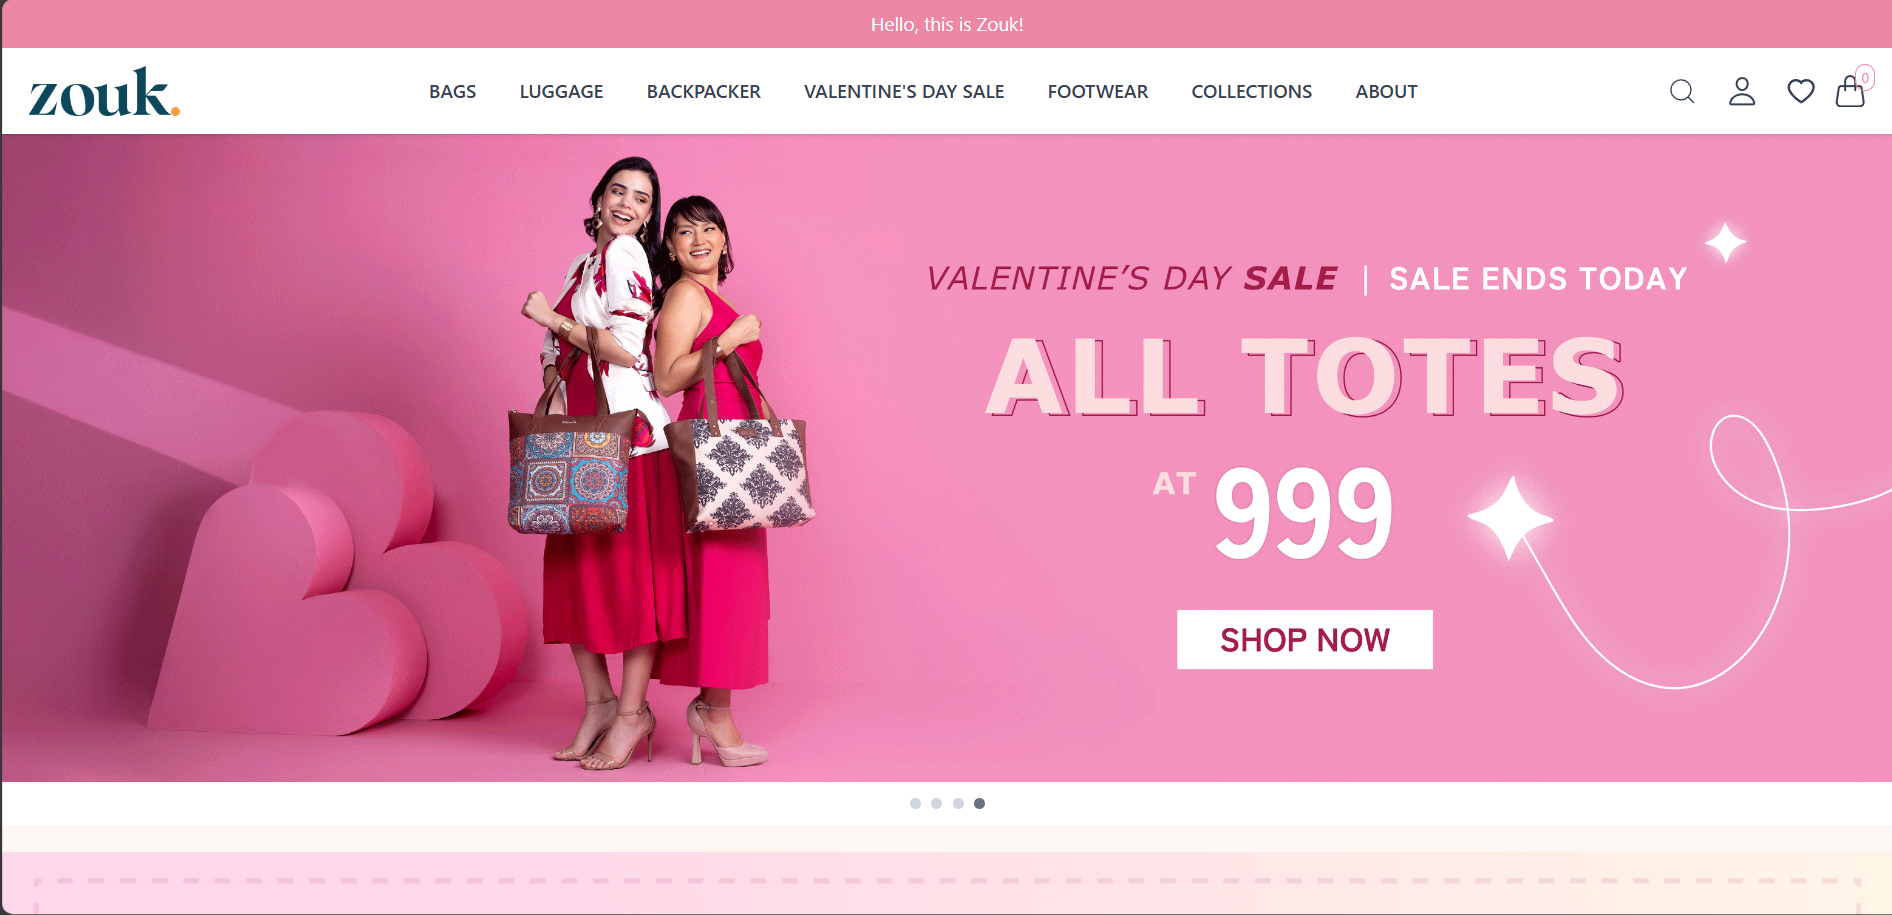 Hello, this is Zouk!
zouk.
BAGS LUGGAGE BACKPACKER VALENTINE'S DAY SALE FOOTWEAR COLLECTIONS ABOUT
0
VALENTINE'S DAY SALE | SALE ENDS TODAY
ALL TOTES
AT 999
SHOP NOW